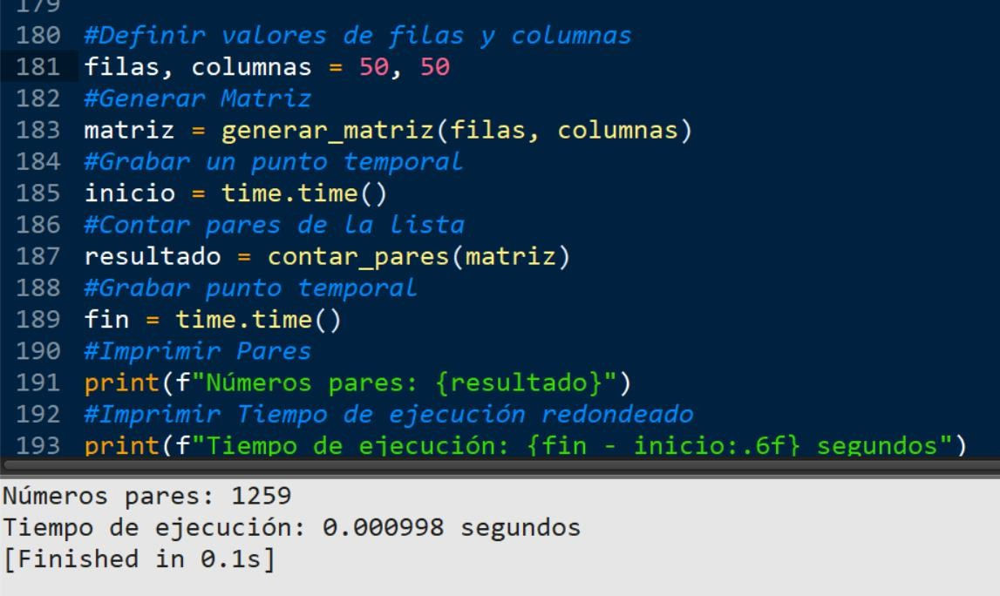 179
180 #Definir valores de filas y columnas
181 filas, columnas = 50, 50
182 #Generar Matriz
183 matriz = generar_matriz(filas, columnas)
184 #Grabar un punto temporal
185 inicio = time.time()
186 #Contar pares de la lista
187 resultado = contar_pares(matriz)
188 #Grabar punto temporal
189 fin = time.time()
190 #Imprimir Pares
191 print(f"Números pares: {resultado}")
192 #Imprimir Tiempo de ejecución redondeado
193 print(f"Tiempo de ejecución: {fin - inicio:.6f} segundos")
Números pares: 1259
Tiempo de ejecución: 0.000998 segundos
[Finished in 0.1s]